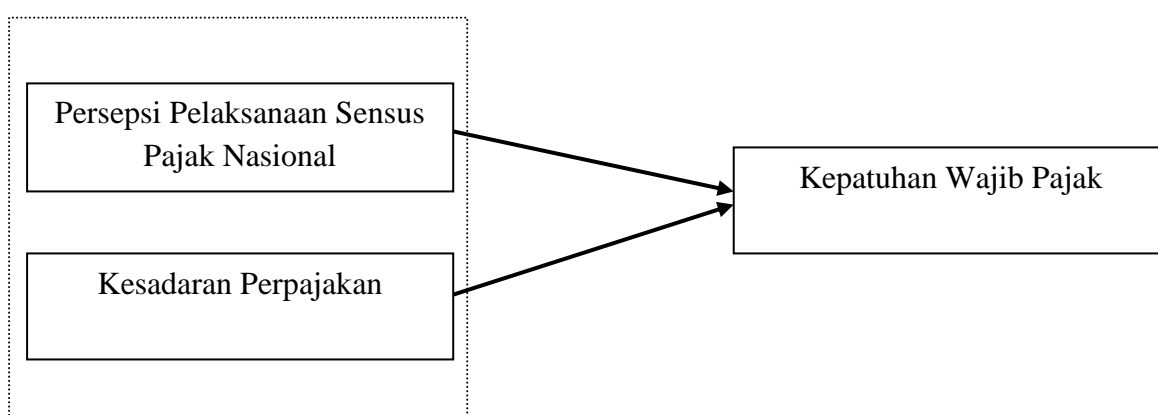 Persepsi Pelaksanaan Sensus
Pajak Nasional
Kepatuhan Wajib Pajak
Kesadaran Perpajakan